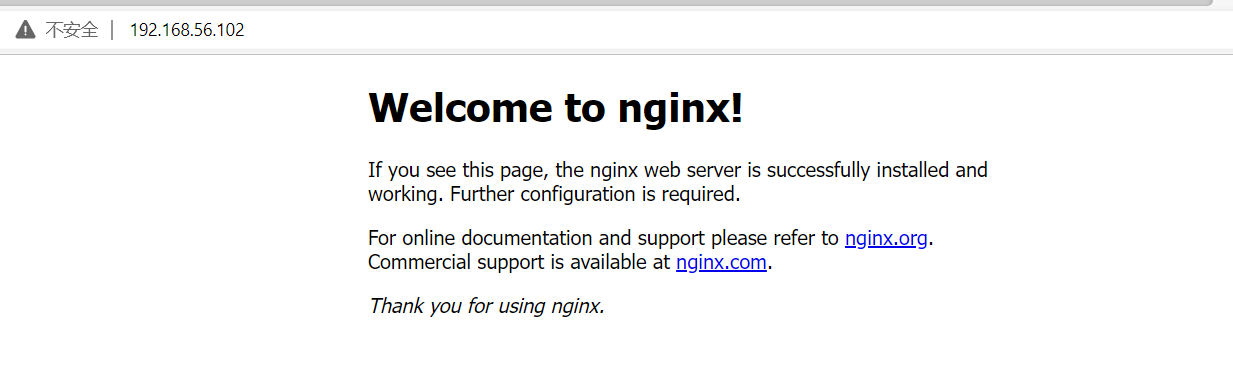 不安全 192.168.56.102
Welcome to nginx!
If you see this page, the nginx web server is successfully installed and
working. Further configuration is required.
For online documentation and support please refer to nginx.org.
Commercial support is available at nginx.com.
Thank you for using nginx.